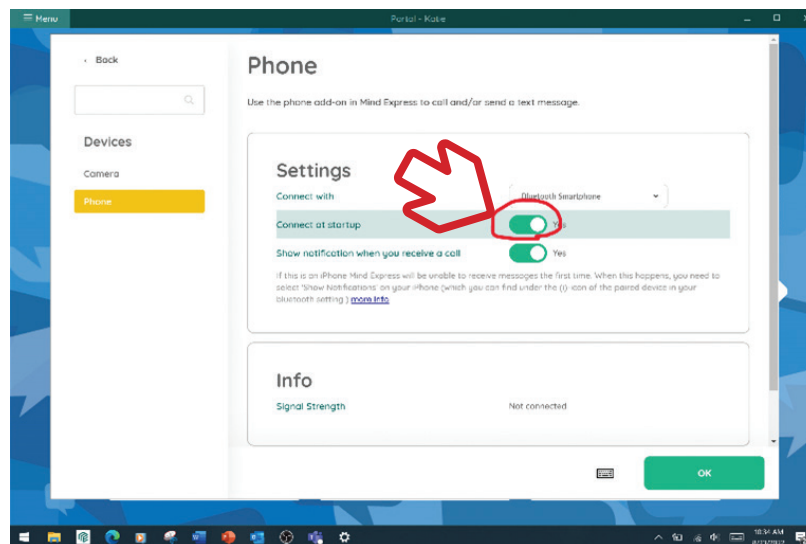 Menu
Portal - Katie
Back
Devices
Camera
Phone
Phone
Use the phone add-on in Mind Express to call and/or send a text message.
Settings
Connect with
Bluetooth Smartphone
Connect at startup
Yes
Show notification when you receive a call
Yes
If this is an iPhone Mind Express will be unable to receive messages the first time. When this happens, you need to
select 'Show Notifications' on your iPhone (which you can find under the (i)-icon of the paired device in your
bluetooth setting.) more info
Info
Signal Strength
Not connected
OK
10:34 AM